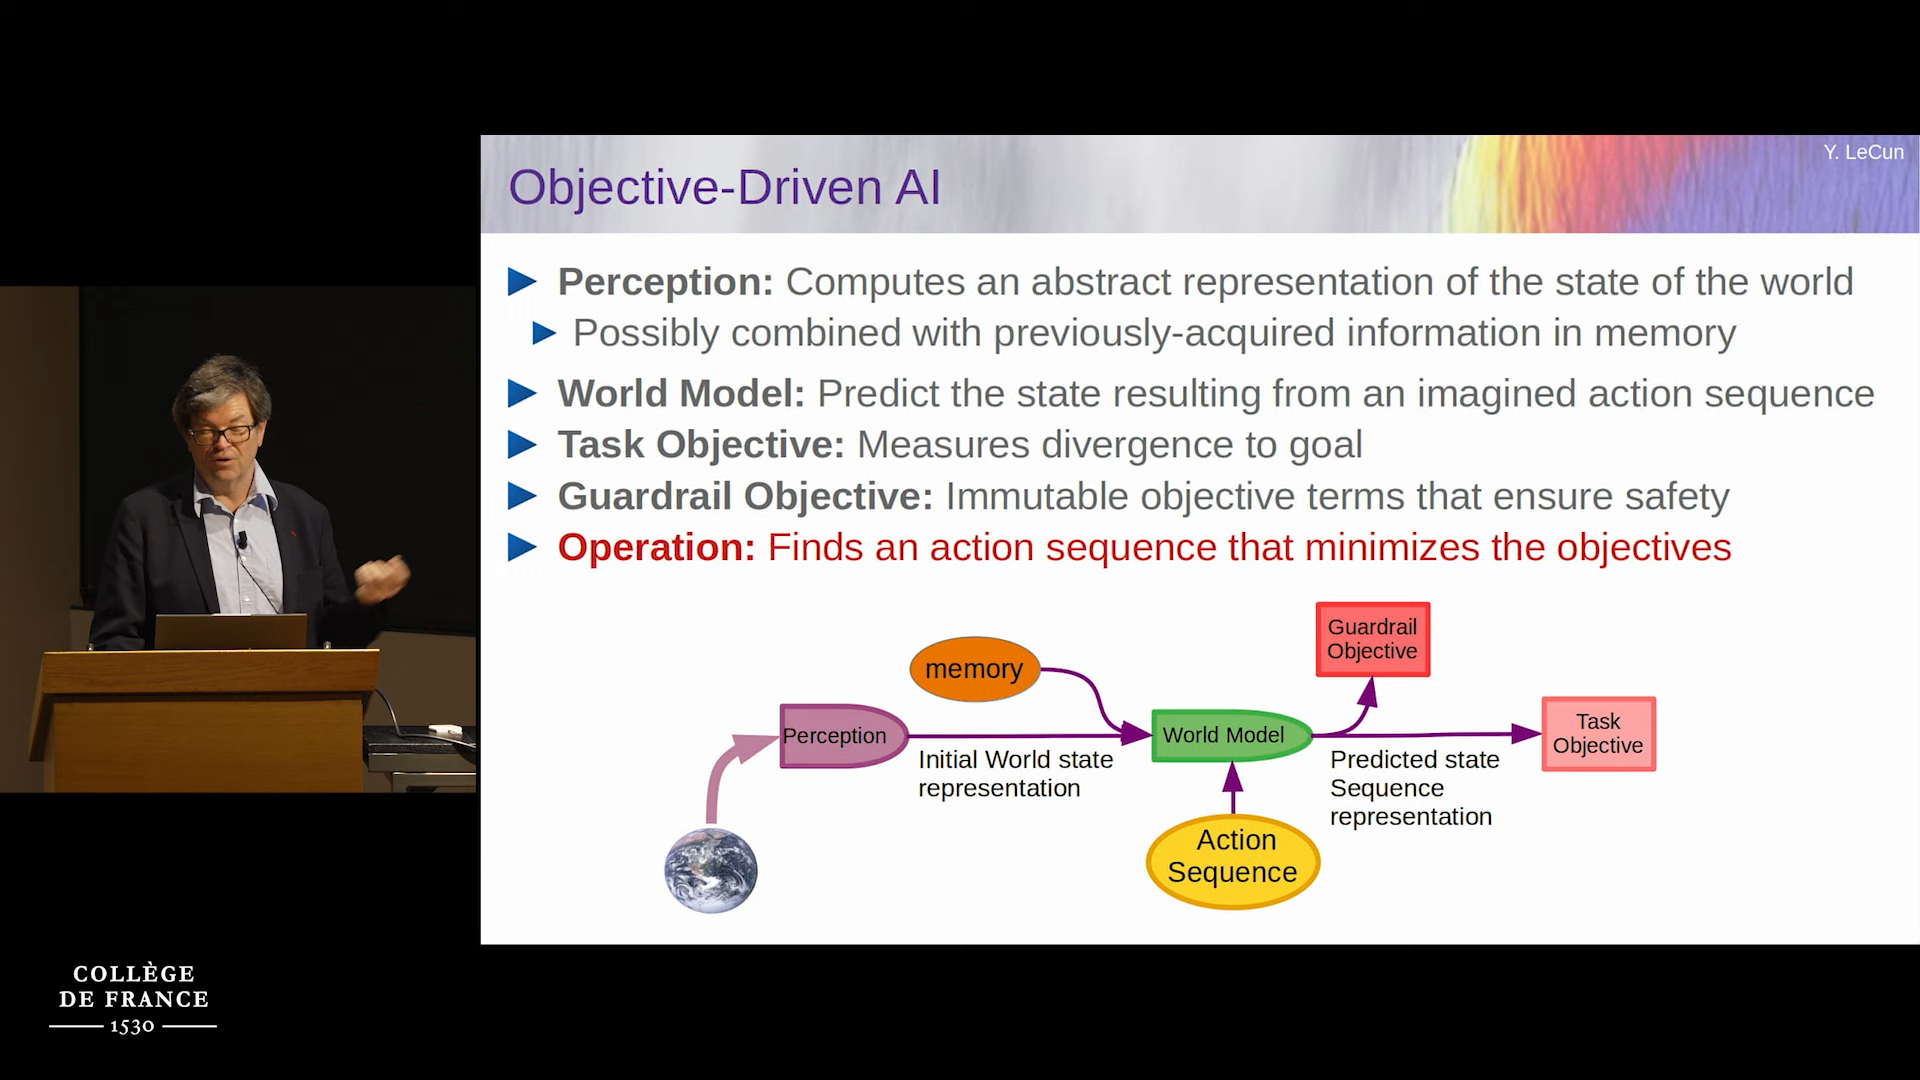 Y. LeCun
Objective-Driven AI
Perception: Computes an abstract representation of the state of the world
Possibly combined with previously-acquired information in memory
World Model: Predict the state resulting from an imagined action sequence
Task Objective: Measures divergence to goal
Guardrail Objective: Immutable objective terms that ensure safety
Operation: Finds an action sequence that minimizes the objectives
Guardrail
Objective
memory
Perception
World Model
Task
Objective
Initial World state
representation
Predicted state
Sequence
representation
Action
Sequence
COLLÈGE
DE FRANCE
1530